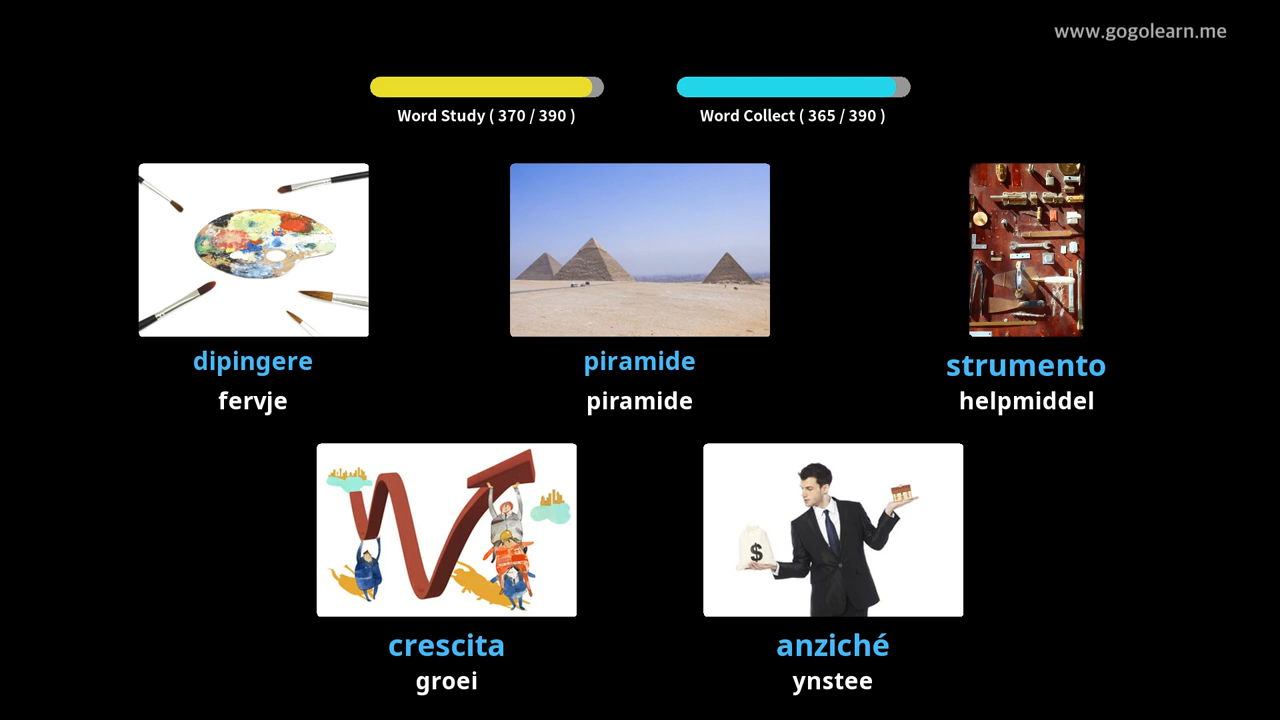 www.gogolearn.me
Word Study ( 370 / 390 )
Word Collect ( 365 / 390 )
dipingere
fervje
piramide
piramide
strumento
helpmiddel
$
crescita
groei
anziché
ynstee